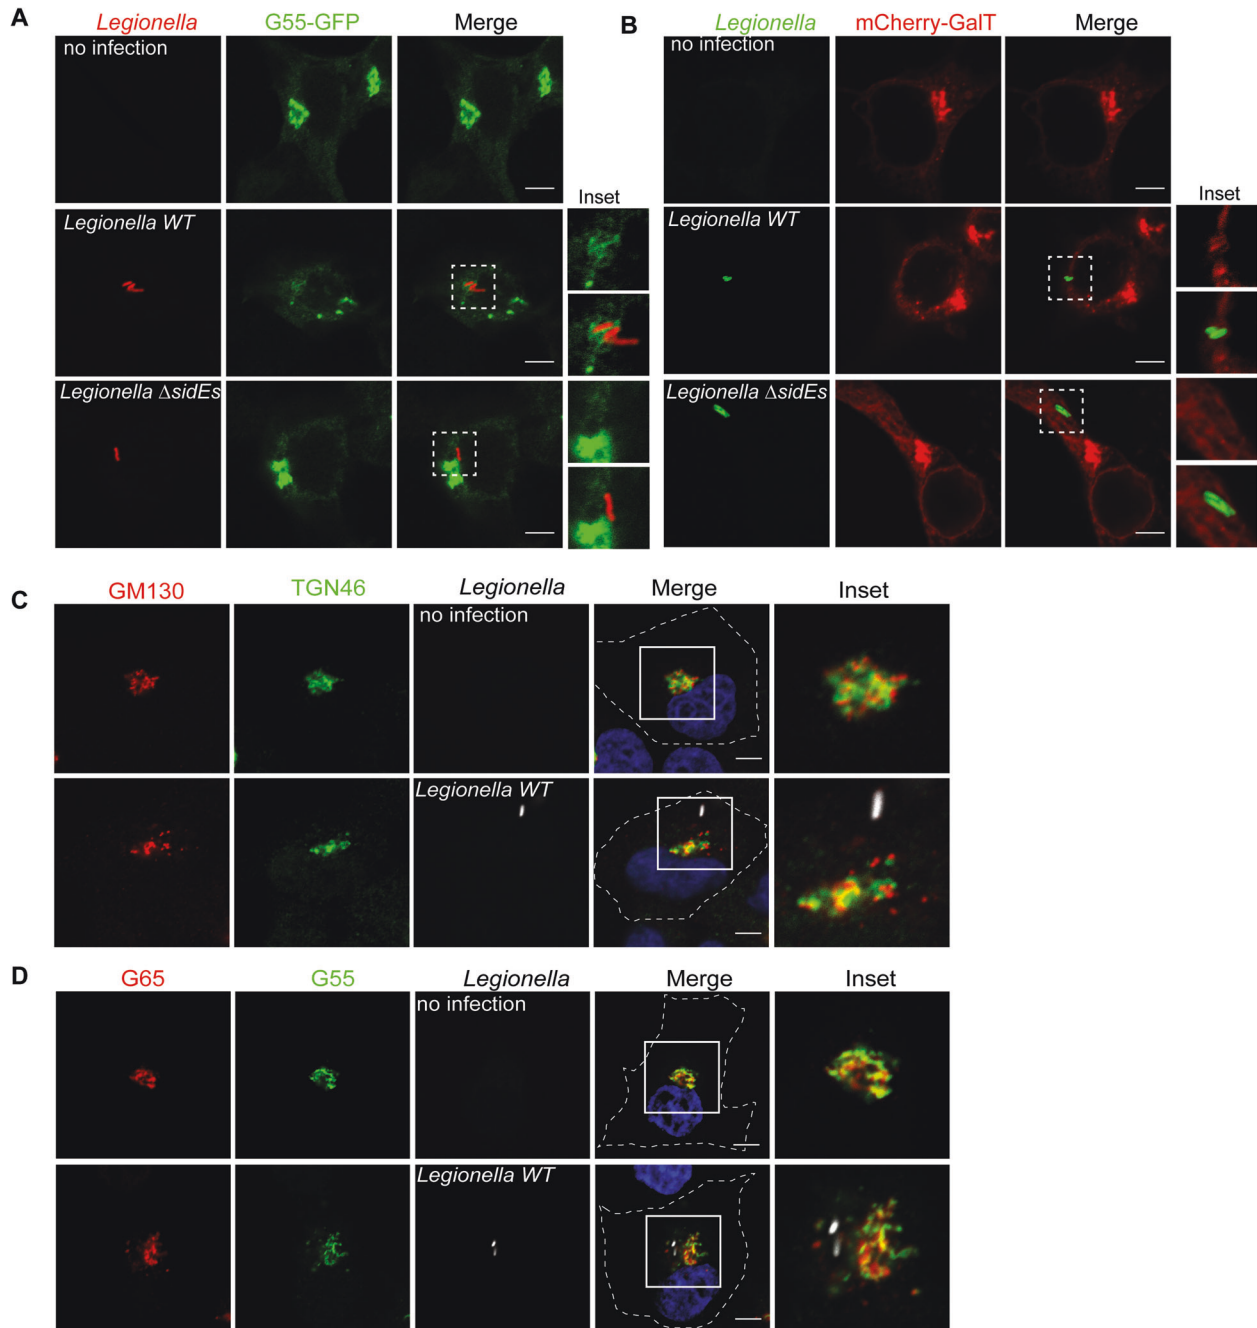 A
Legionella G55-GFP Merge
no infection
Inset
Legionella WT
Legionella ΔsidEs
B
Legionella mCherry-GalT Merge
no infection
Inset
Legionella WT
Legionella ΔsidEs
C
GM130 TGN46 Legionella Merge Inset
no infection
Legionella WT
D
G65 G55 Legionella Merge Inset
no infection
Legionella WT